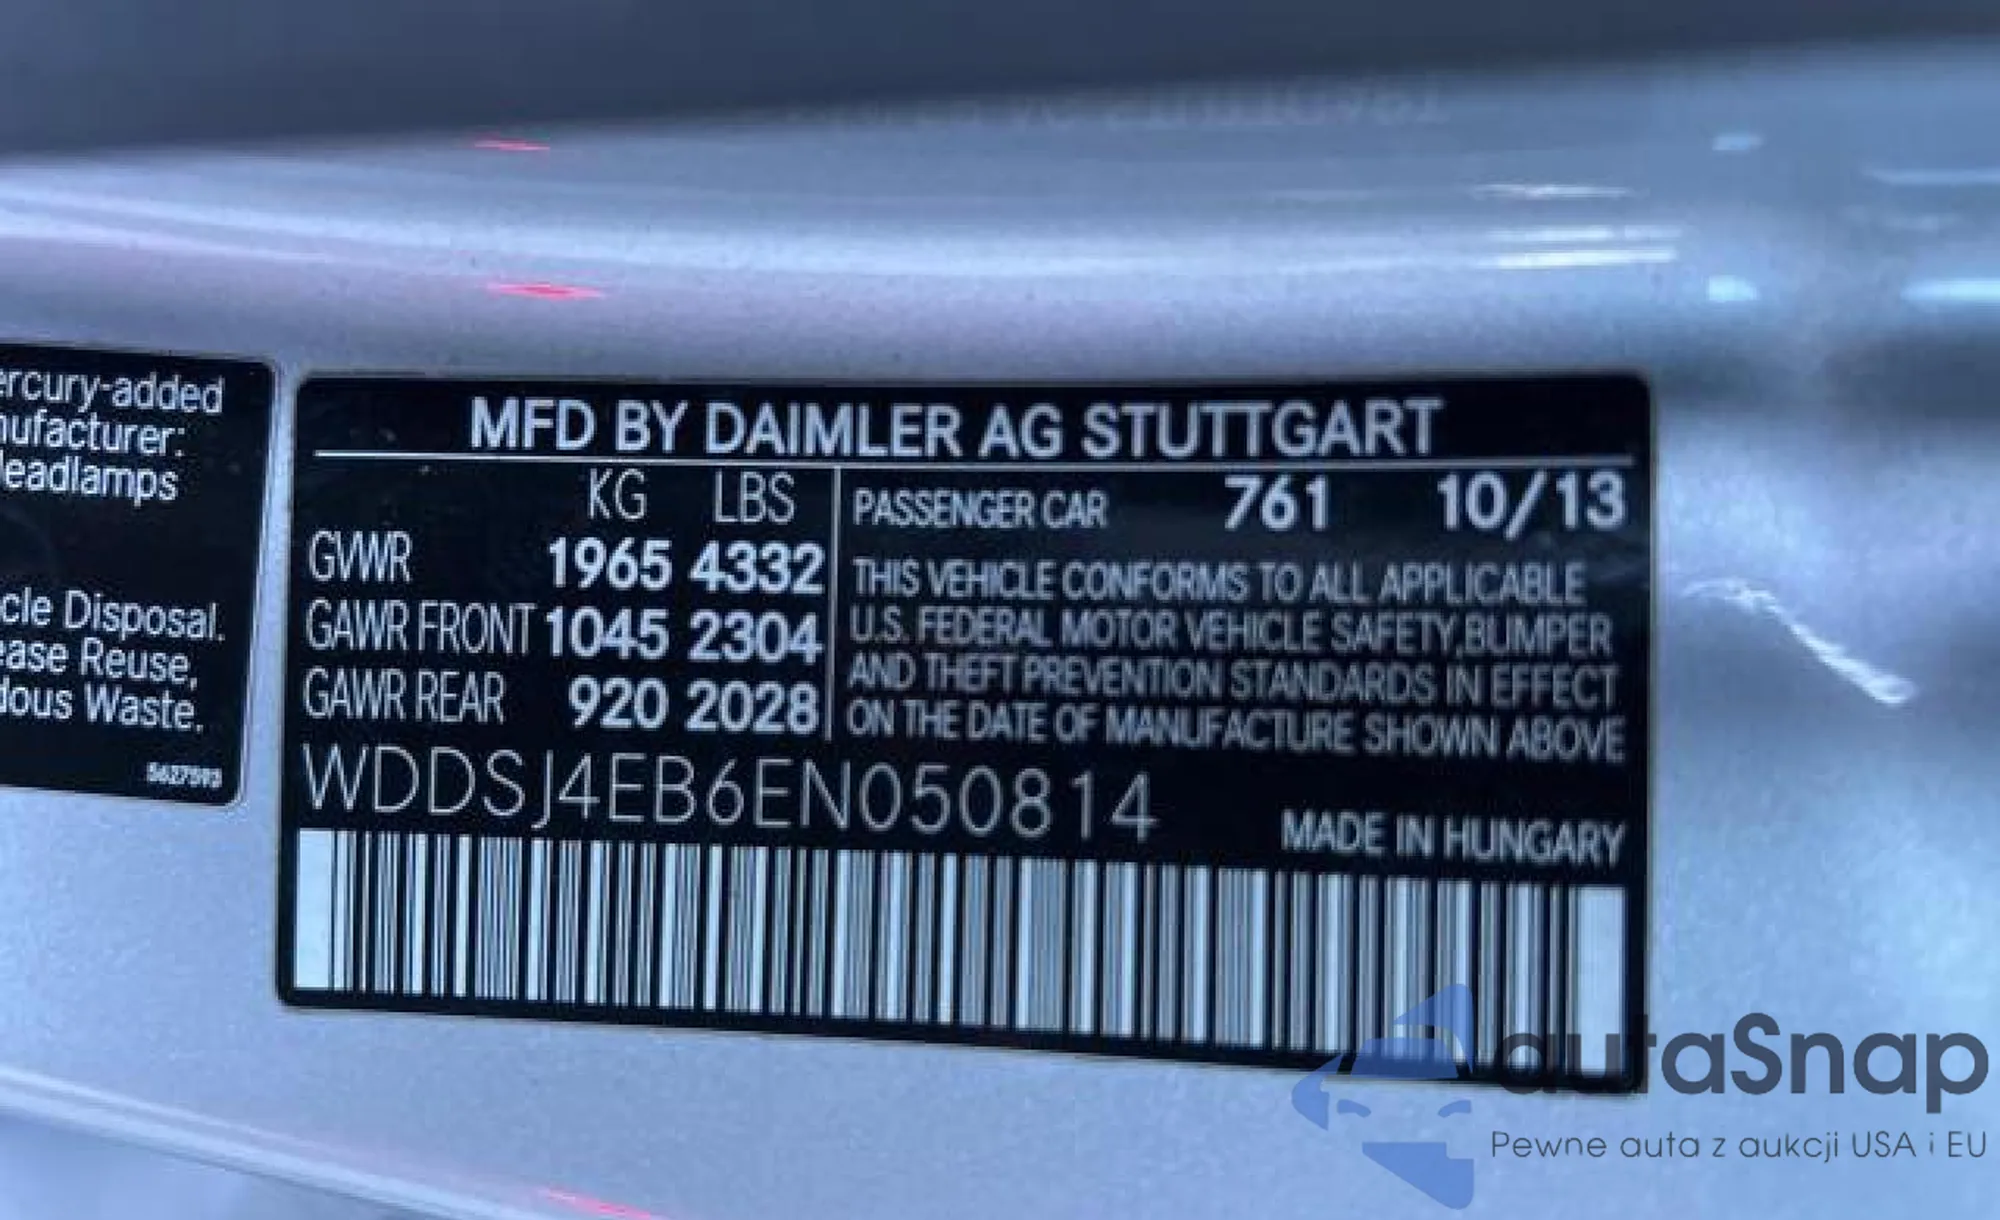 ercury-added
nufacturer:
leadlamps
cle Disposal.
ease Reuse,
dous Waste.
5627593
MFD BY DAIMLER AG STUTTGART
KG LBS
GVWR 1965 4332
GAWR FRONT 1045 2304
GAWR REAR 920 2028
PASSENGER CAR 761 10/13
THIS VEHICLE CONFORMS TO ALL APPLICABLE
U.S. FEDERAL MOTOR VEHICLE SAFETY, BUMPER
AND THEFT PREVENTION STANDARDS IN EFFECT
ON THE DATE OF MANUFACTURE SHOWN ABOVE
WDDSJ4EB6EN050814
MADE IN HUNGARY
autaSnap
Pewne auta z aukcji USA i EU